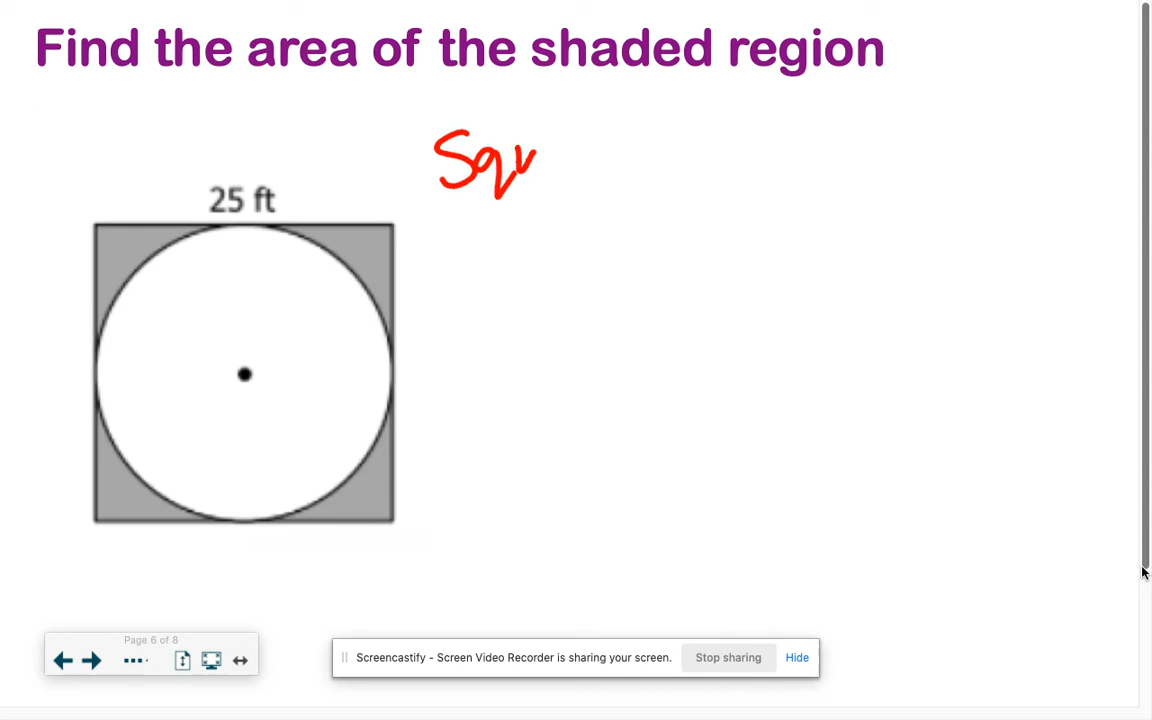 Find the area of the shaded region
Squ
25 ft
Page 6 of 8
Screencastify - Screen Video Recorder is sharing your screen.
Stop sharing
Hide